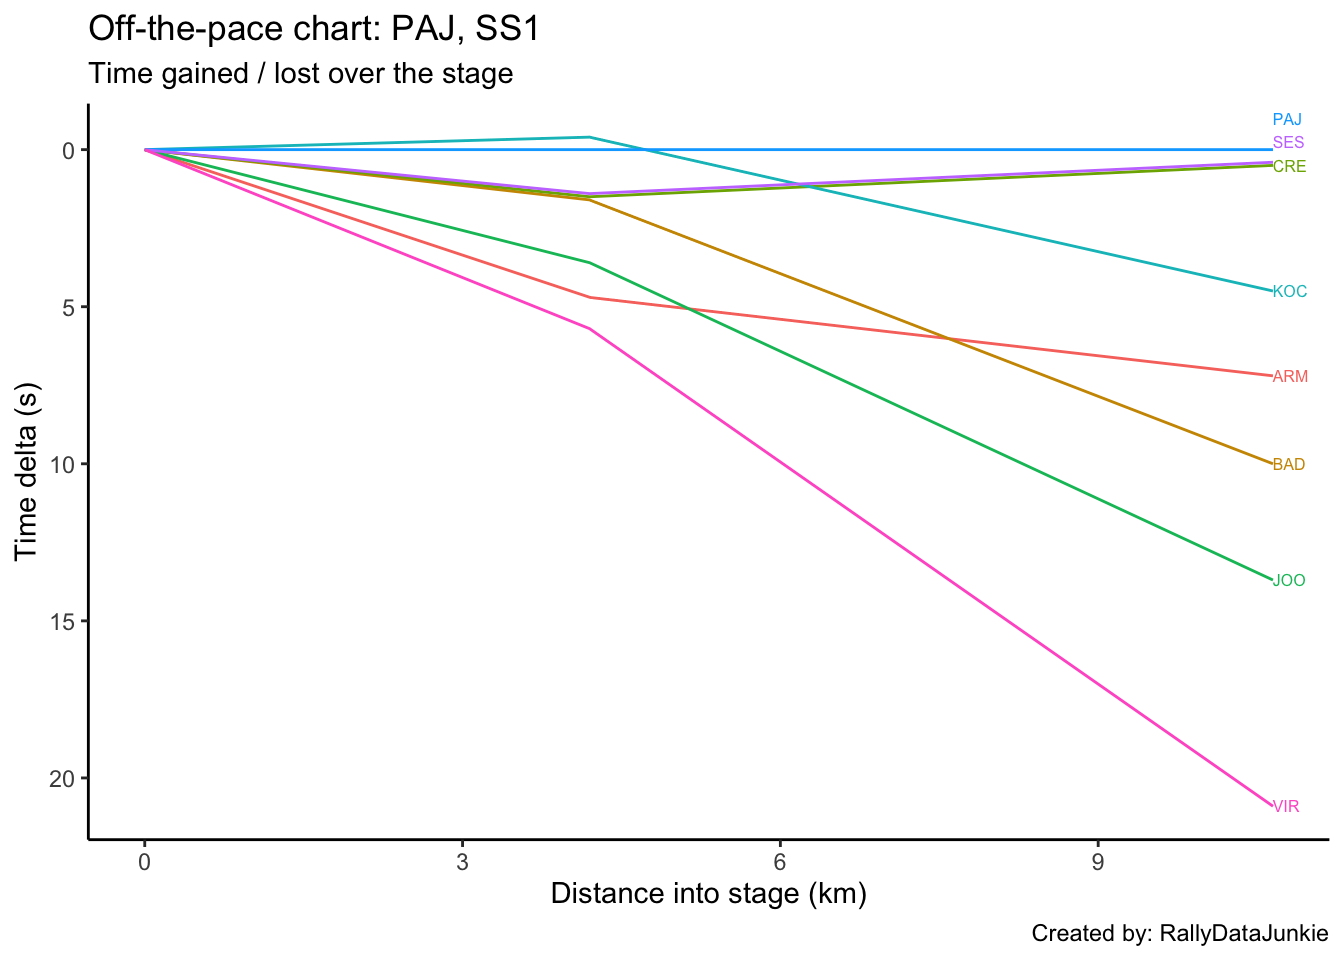 Off-the-pace chart: PAJ, SS1
Time gained / lost over the stage
PAJ
0
SES
CRE
KOC
5
ARM
Time delta (s)
10
BAD
JOO
15
20
VIR
0 3 6 9
Distance into stage (km)
Created by: RallyDataJunkie